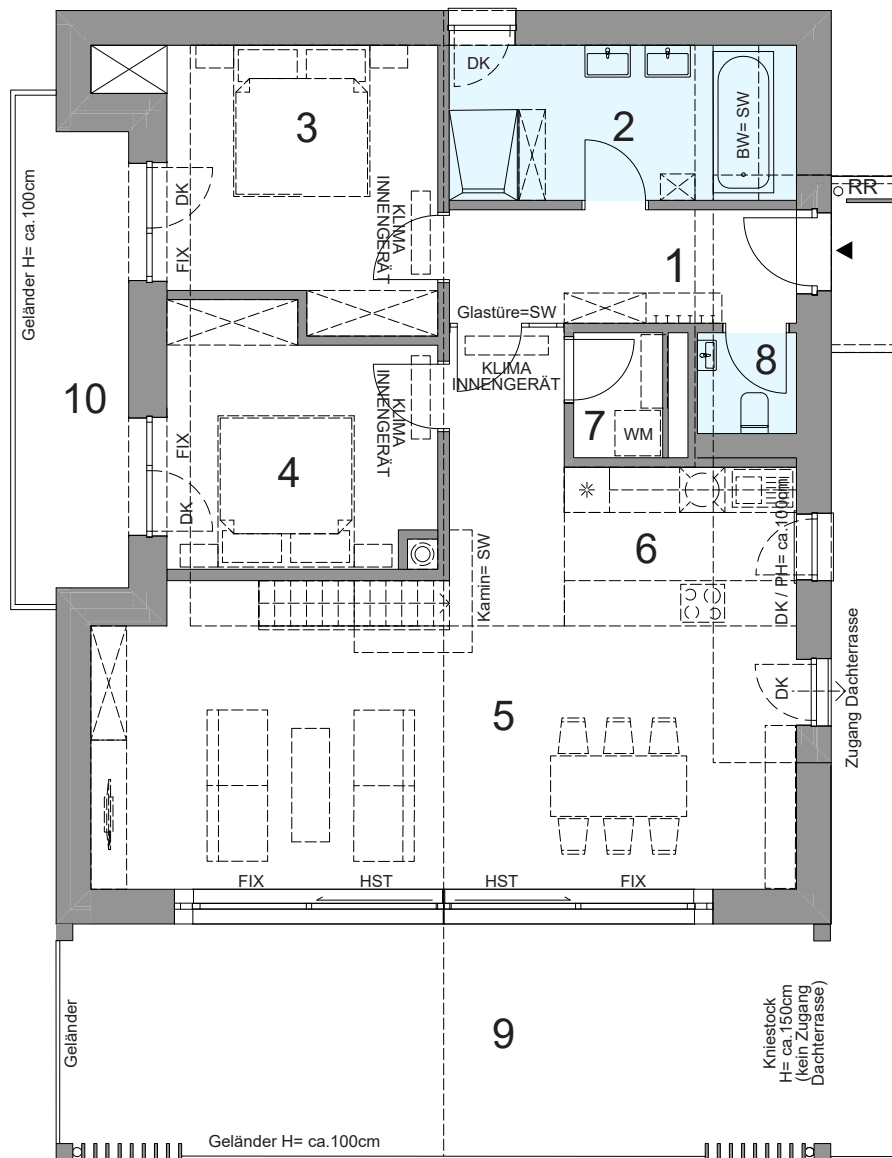 DK
3
2
BW= SW
RR
Geländer H= ca.100cm
DK
FIX
KLIMA
INNENGERÄT
1
Glastüre=SW
KLIMA
INNENGERÄT
8
10
FIX
DK
KLIMA
INNENGERÄT
7
WM
4
6
Kamin= SW
DK / PH= ca.100cm
5
DK
Zugang Dachterrasse
FIX
HST
HST
FIX
Geländer
9
Kniestock
H= ca.150cm
(kein Zugang
Dachterrasse)
Geländer H= ca.100cm